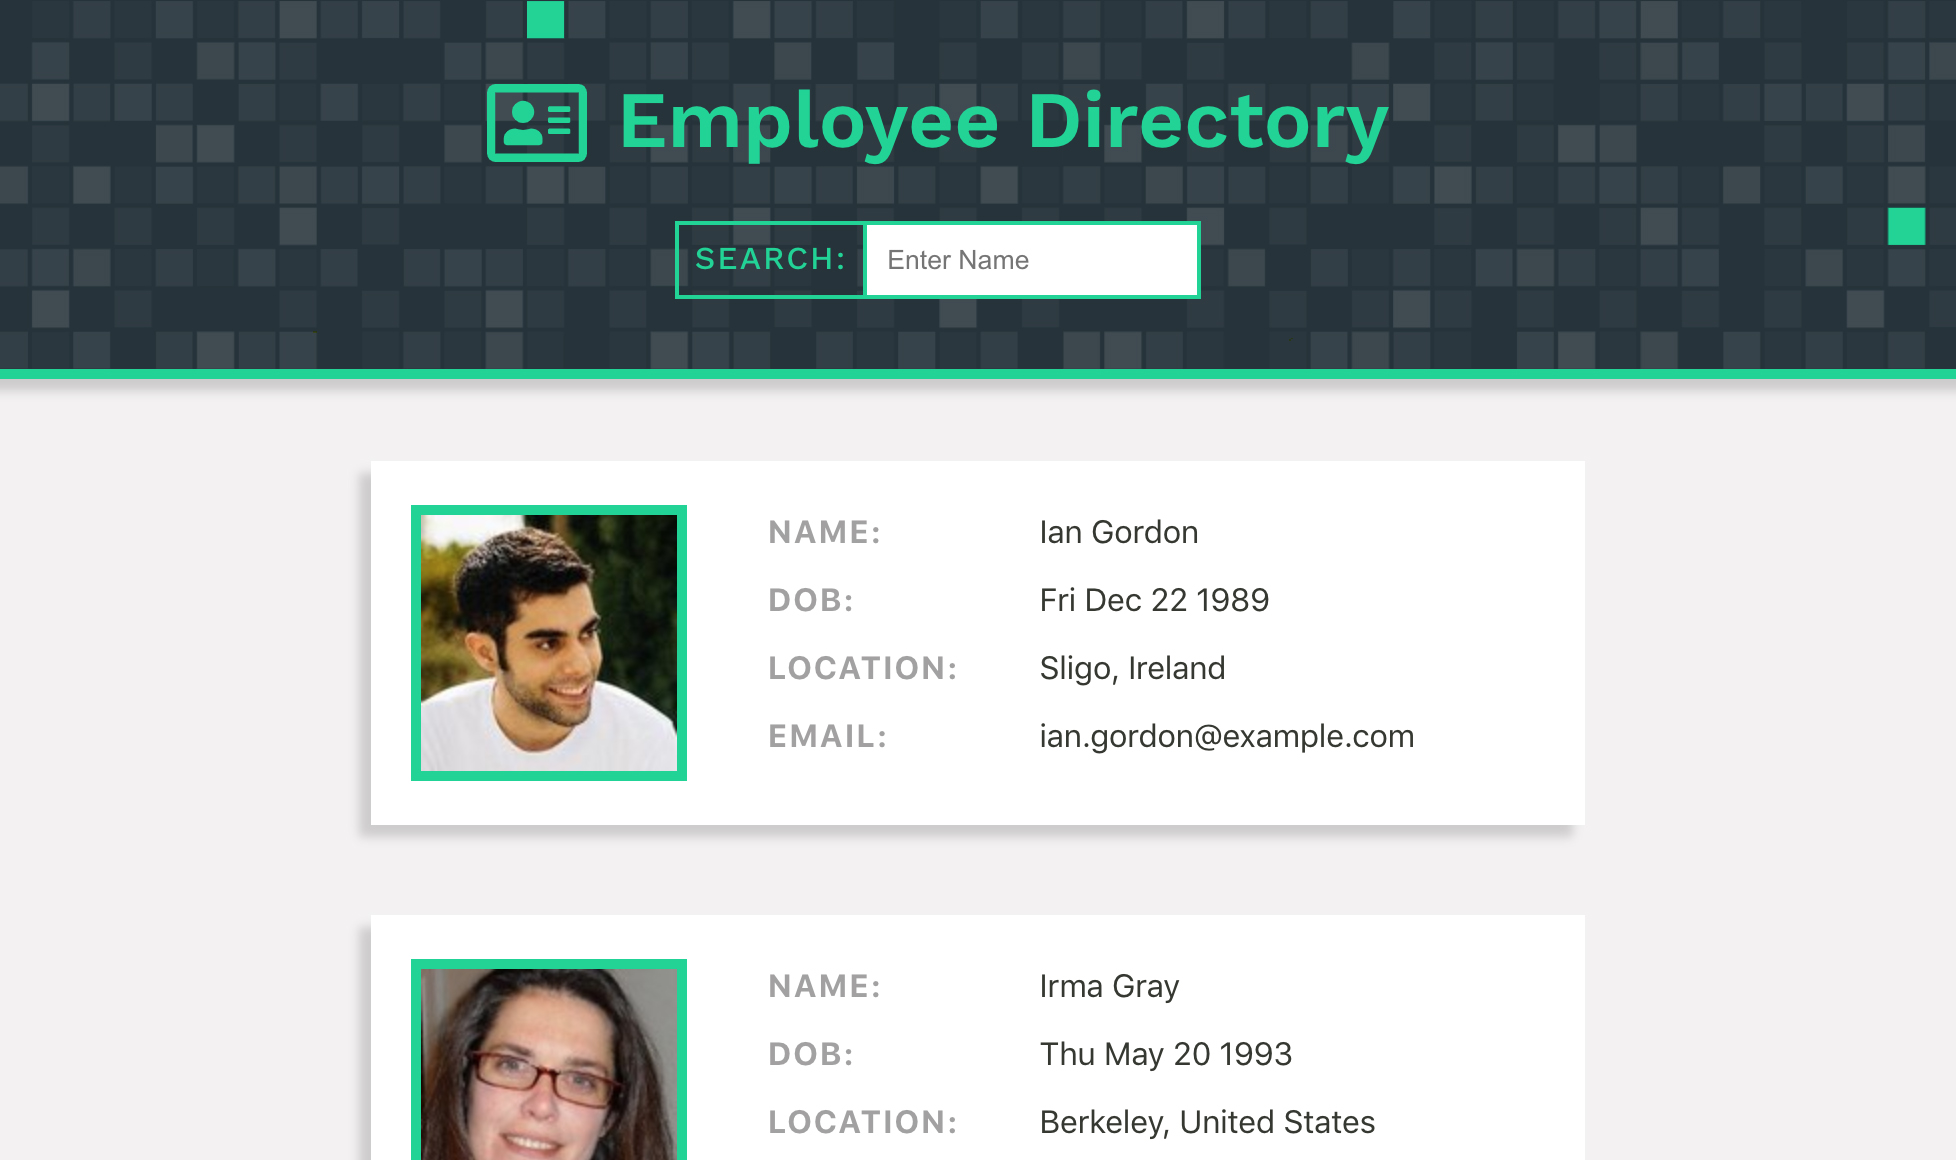 Employee Directory
SEARCH: Enter Name
NAME: Ian Gordon
DOB: Fri Dec 22 1989
LOCATION: Sligo, Ireland
EMAIL: ian.gordon@example.com
NAME: Irma Gray
DOB: Thu May 20 1993
LOCATION: Berkeley, United States